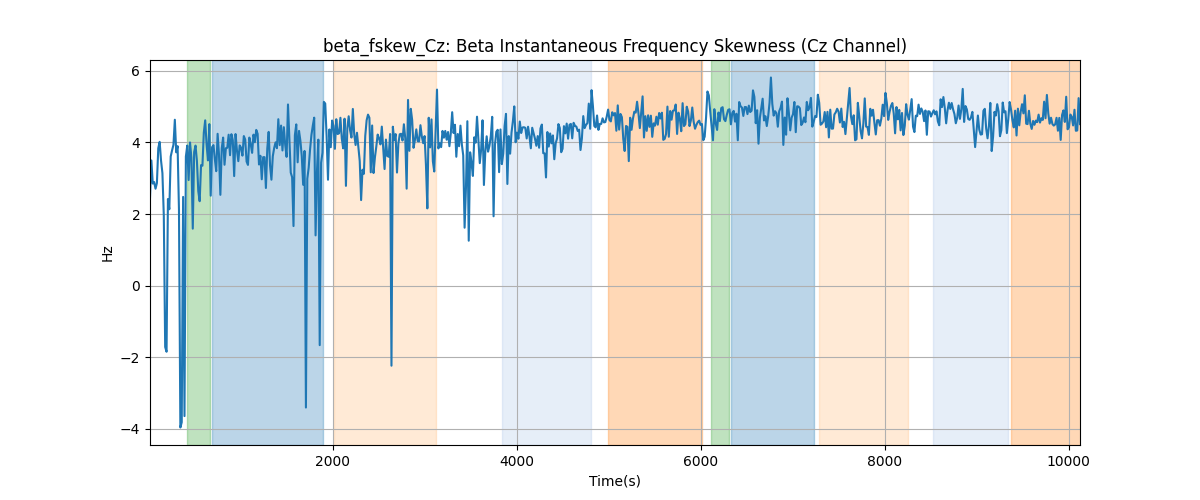 beta_fskew_Cz: Beta Instantaneous Frequency Skewness (Cz Channel)
6
4
2
0
−2
−4
Hz
2000 4000 6000 8000 10000
Time(s)